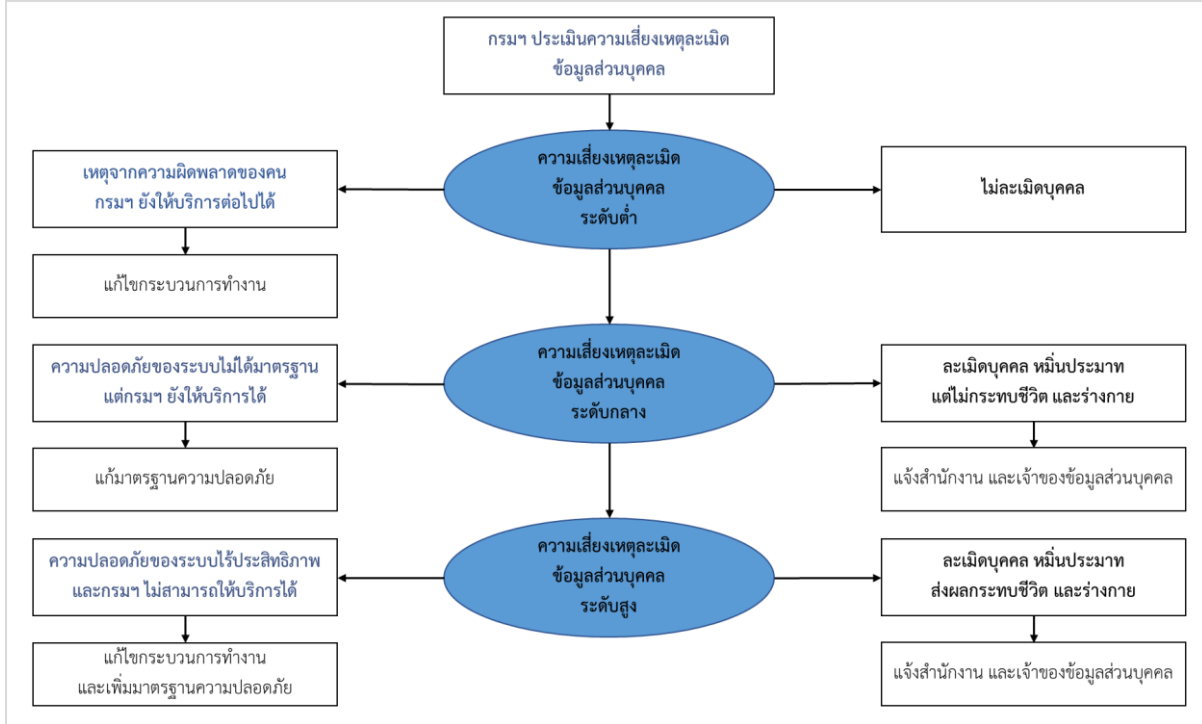 กรมฯ ประเมินความเสี่ยงเหตุละเมิด
ข้อมูลส่วนบุคคล
ความเสี่ยงเหตุละเมิด
ข้อมูลส่วนบุคคล
ระดับต่ำ
เหตุจากความผิดพลาดของคน
กรมฯ ยังให้บริการต่อไปได้
ไม่ละเมิดบุคคล
แก้ไขกระบวนการทำงาน
ความเสี่ยงเหตุละเมิด
ข้อมูลส่วนบุคคล
ระดับกลาง
ความปลอดภัยของระบบไม่ได้มาตรฐาน
แต่กรมฯ ยังให้บริการได้
ละเมิดบุคคล หมิ่นประมาท
แต่ไม่กระทบชีวิต และร่างกาย
แก้มาตรฐานความปลอดภัย
แจ้งสำนักงาน และเจ้าของข้อมูลส่วนบุคคล
ความเสี่ยงเหตุละเมิด
ข้อมูลส่วนบุคคล
ระดับสูง
ความปลอดภัยของระบบไร้ประสิทธิภาพ
และกรมฯ ไม่สามารถให้บริการได้
ละเมิดบุคคล หมิ่นประมาท
ส่งผลกระทบชีวิต และร่างกาย
แก้ไขกระบวนการทำงาน
และเพิ่มมาตรฐานความปลอดภัย
แจ้งสำนักงาน และเจ้าของข้อมูลส่วนบุคคล